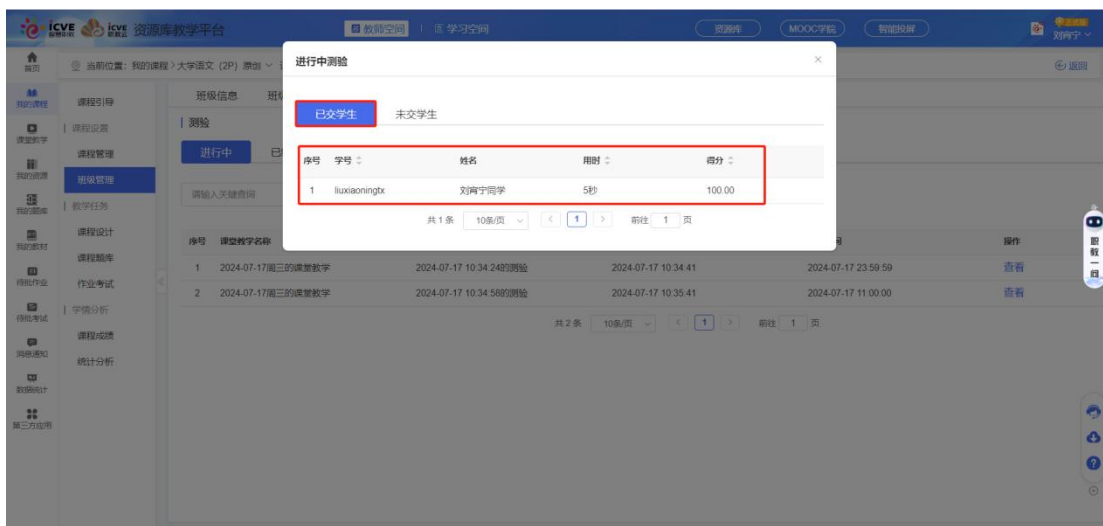 icve 智慧职教 icve 职教云 资源库教学平台
教师空间 学习空间
资源库 MOOC学院 智能投屏
刘宵宁
首页
当前位置：我的课程 > 大学语文（2P）原创
返回
我的课程
课堂教学
我的资源
我的题库
我的教材
待批作业
待批考试
消息通知
数据统计
第三方应用
课程引导
课程设置
课程管理
班级管理
教学任务
课程设计
课程题库
作业考试
学情分析
课程成绩
统计分析
班级信息
测验
进行中
请输入关键查询
进行中测验 ×
已交学生 未交学生
序号 学号 姓名 用时 得分
1 liuxiaoningtx 刘宵宁同学 5秒 100.00
共 1 条 10条/页 < 1 > 前往 1 页
序号 课堂教学名称 操作
1 2024-07-17周三的课堂教学 2024-07-17 10:34:24的测验 2024-07-17 10:34:41 2024-07-17 23:59:59 查看
2 2024-07-17周三的课堂教学 2024-07-17 10:34:58的测验 2024-07-17 10:35:41 2024-07-17 11:00:00 查看
共 2 条 10条/页 < 1 > 前往 1 页
职教一问